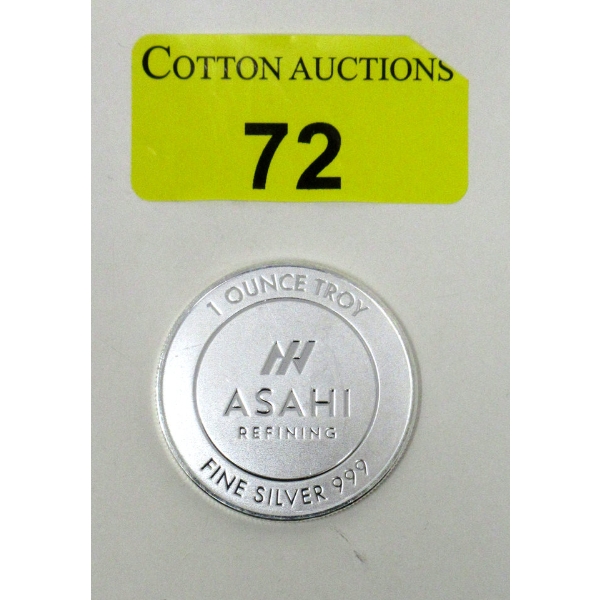 COTTON AUCTIONS
72
1 OUNCE TROY
ASAHI
REFINING
FINE SILVER 999